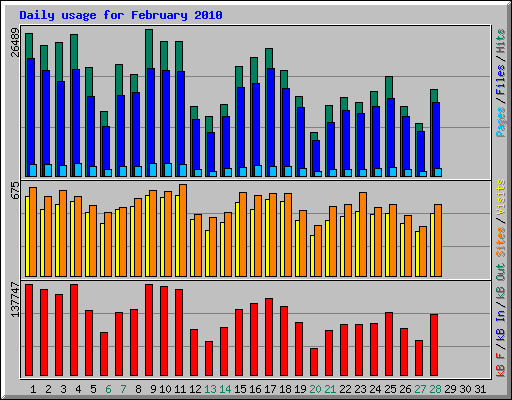 Daily usage for February 2010
26489
Pages / Files / Hits
675
Sites / Visits
137747
kB F / kB In / kB Out
1 2 3 4 5 6 7 8 9 10 11 12 13 14 15 16 17 18 19 20 21 22 23 24 25 26 27 28 29 30 31